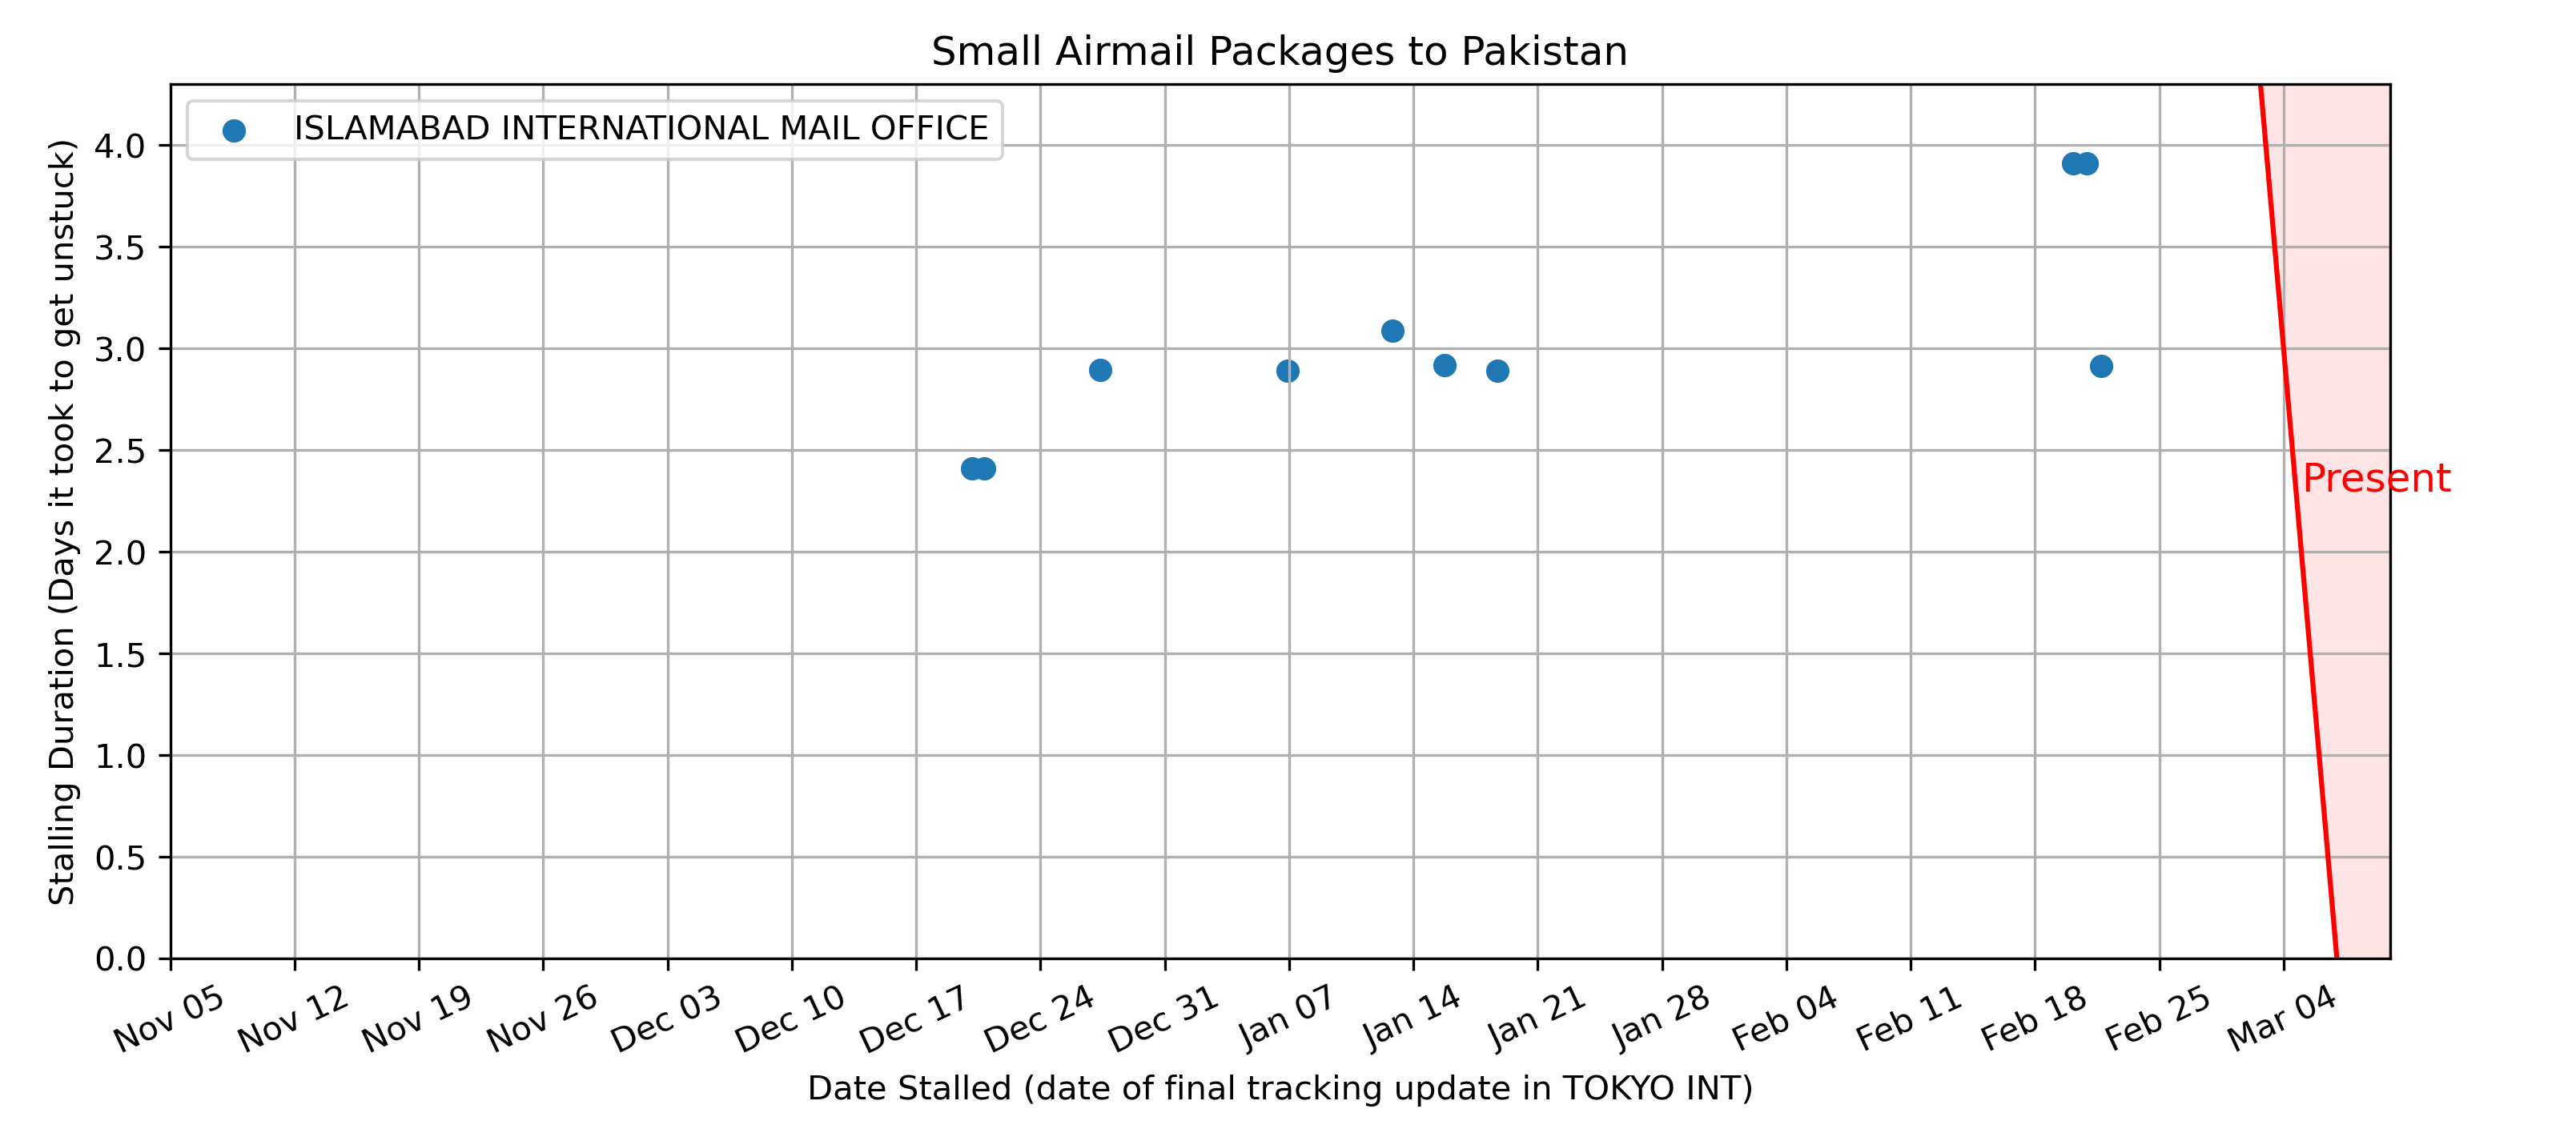 Small Airmail Packages to Pakistan
ISLAMABAD INTERNATIONAL MAIL OFFICE
Stalling Duration (Days it took to get unstuck)
4.0
3.5
3.0
2.5
2.0
1.5
1.0
0.5
0.0
Present
Nov 05 Nov 12 Nov 19 Nov 26 Dec 03 Dec 10 Dec 17 Dec 24 Dec 31 Jan 07 Jan 14 Jan 21 Jan 28 Feb 04 Feb 11 Feb 18 Feb 25 Mar 04
Date Stalled (date of final tracking update in TOKYO INT)